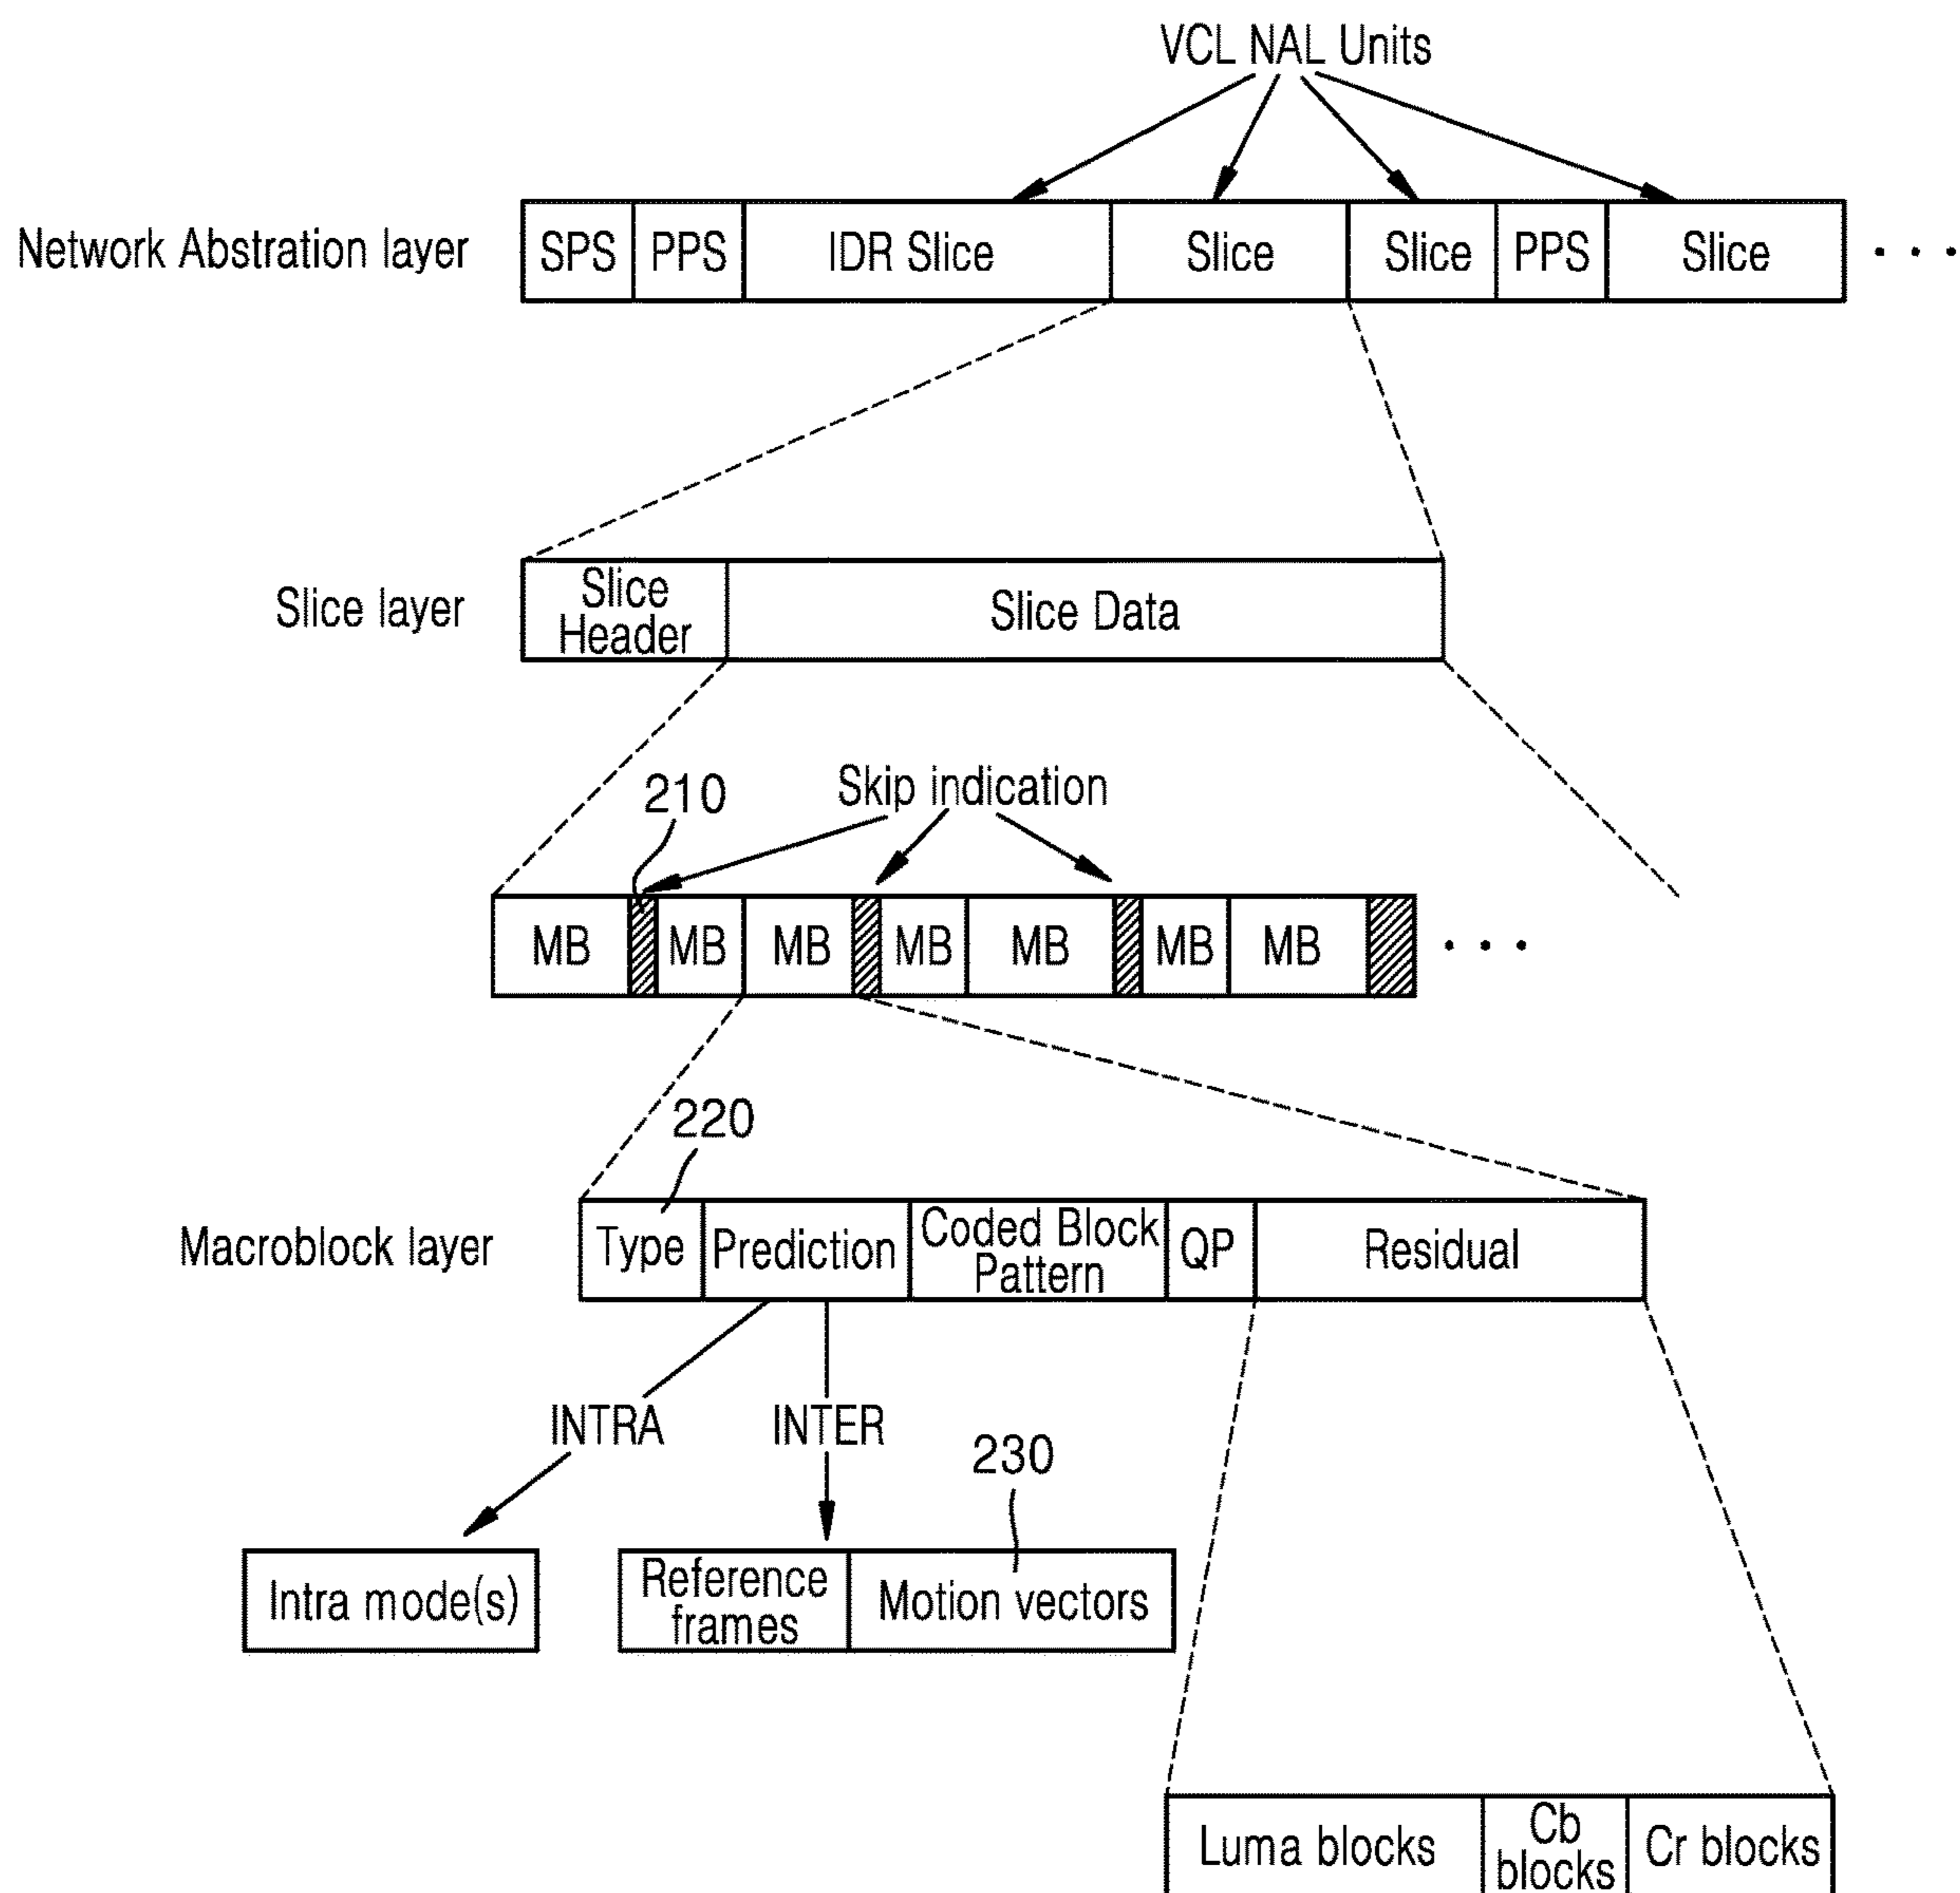 VCL NAL Units
Network Abstration layer
SPS PPS IDR Slice Slice Slice PPS Slice . . .
Slice layer
Slice
Header
Slice Data
210
Skip indication
MB MB MB MB MB MB MB . . .
220
Macroblock layer
Type
Prediction
Coded Block
Pattern
QP
Residual
INTRA
INTER
230
Intra mode(s)
Reference
frames
Motion vectors
Luma blocks
Cb
blocks
Cr blocks